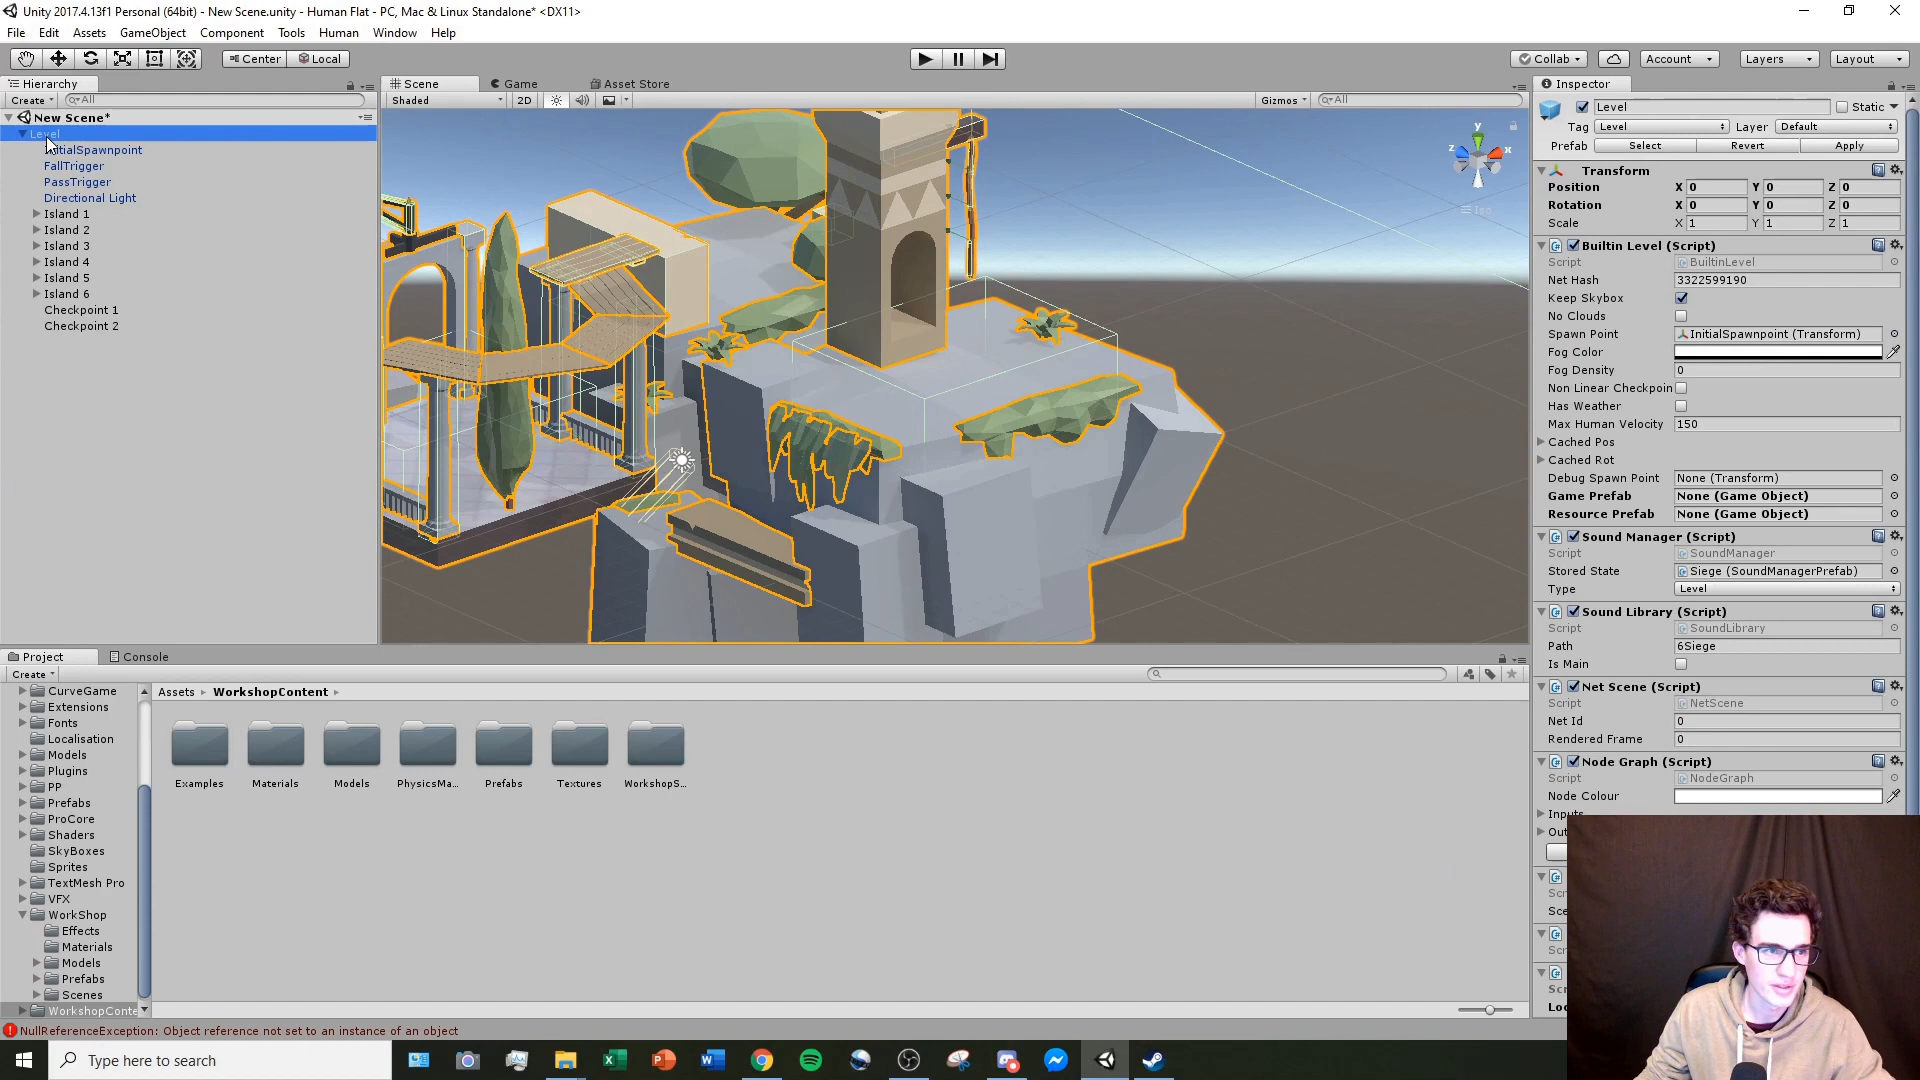 Unity 2017.4.13f1 Personal (64bit) - New Scene.unity - Human Flat - PC, Mac & Linux Standalone* <DX11>
File Edit Assets GameObject Component Tools Human Window Help
Center Local
Collab Account Layers Layout
Hierarchy
Create All
New Scene*
Level
InitialSpawnpoint
FallTrigger
PassTrigger
Directional Light
Island 1
Island 2
Island 3
Island 4
Island 5
Island 6
Checkpoint 1
Checkpoint 2
Scene Game Asset Store
Shaded 2D Gizmos All
y
z x
Iso
Inspector
Level Static
Tag Level Layer Default
Prefab Select Revert Apply
Transform
Position X 0 Y 0 Z 0
Rotation X 0 Y 0 Z 0
Scale X 1 Y 1 Z 1
Builtin Level (Script)
Script BuiltinLevel
Net Hash 3322599190
Keep Skybox
No Clouds
Spawn Point InitialSpawnpoint (Transform)
Fog Color
Fog Density 0
Non Linear Checkpoin
Has Weather
Max Human Velocity 150
Cached Pos
Cached Rot
Debug Spawn Point None (Transform)
Game Prefab None (Game Object)
Resource Prefab None (Game Object)
Sound Manager (Script)
Script SoundManager
Stored State Siege (SoundManagerPrefab)
Type Level
Sound Library (Script)
Script SoundLibrary
Path 6Siege
Is Main
Net Scene (Script)
Script NetScene
Net Id 0
Rendered Frame 0
Node Graph (Script)
Script NodeGraph
Node Colour
Project Console
Create
CurveGame
Extensions
Fonts
Localisation
Models
Plugins
PP
Prefabs
ProCore
Shaders
SkyBoxes
Sprites
TextMesh Pro
VFX
WorkShop
Effects
Materials
Models
Prefabs
Scenes
WorkshopConte
Assets WorkshopContent
Examples Materials Models PhysicsMa... Prefabs Textures WorkshopS...
NullReferenceException: Object reference not set to an instance of an object
Type here to search